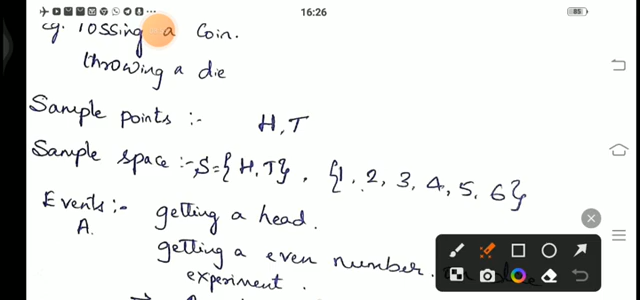 16:26
85
eg. Tossing a Coin.
throwing a die
Sample points :- H, T
Sample space :- S={H, T}, {1, 2, 3, 4, 5, 6}
Events :- getting a head.
A.
getting a even number
experiment.